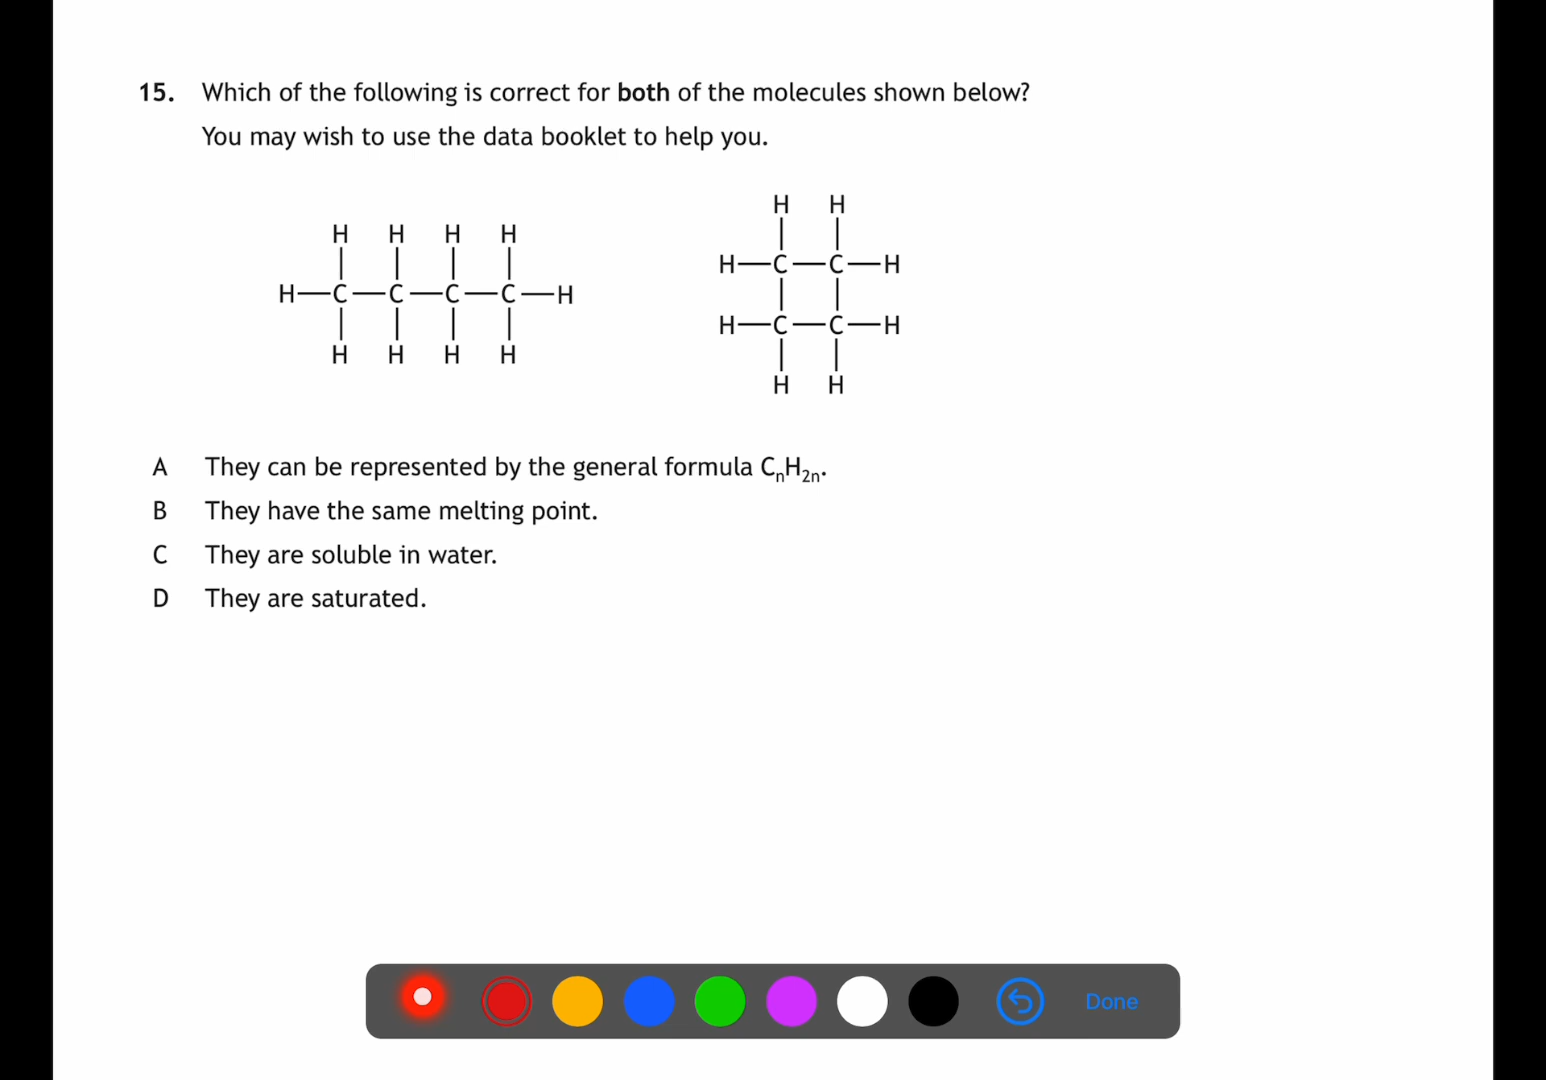 15. Which of the following is correct for both of the molecules shown below?
You may wish to use the data booklet to help you.
H H H H
H—C—C—C—C—H
H H H H
H H
H—C—C—H
H—C—C—H
H H
A They can be represented by the general formula CnH2n.
B They have the same melting point.
C They are soluble in water.
D They are saturated.
Done